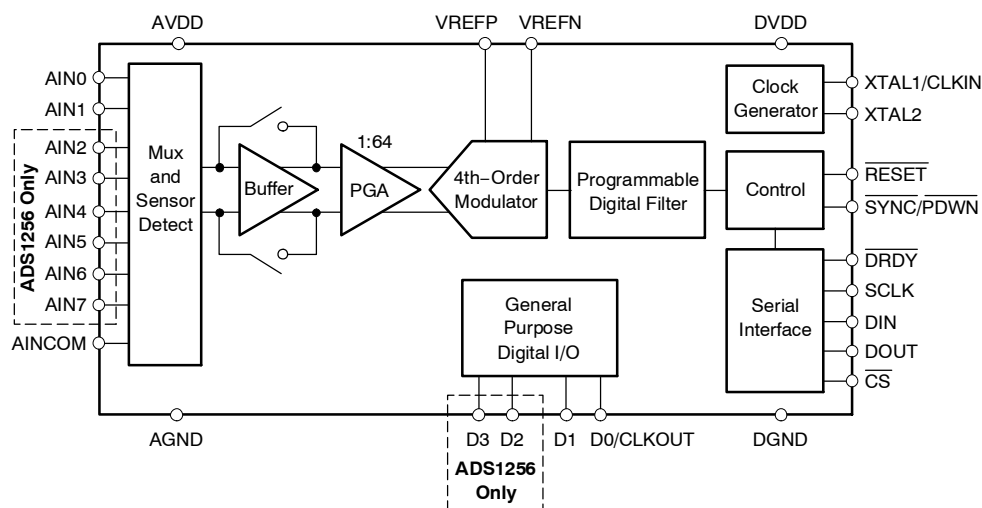 AVDD
VREFP
VREFN
DVDD
AIN0
AIN1
AIN2
AIN3
AIN4
AIN5
AIN6
AIN7
AINCOM
ADS1256 Only
Mux
and
Sensor
Detect
Buffer
1:64
PGA
4th−Order
Modulator
Programmable
Digital Filter
Clock
Generator
Control
Serial
Interface
General
Purpose
Digital I/O
XTAL1/CLKIN
XTAL2
RESET
SYNC/PDWN
DRDY
SCLK
DIN
DOUT
CS
AGND
D3
D2
D1
D0/CLKOUT
DGND
ADS1256
Only